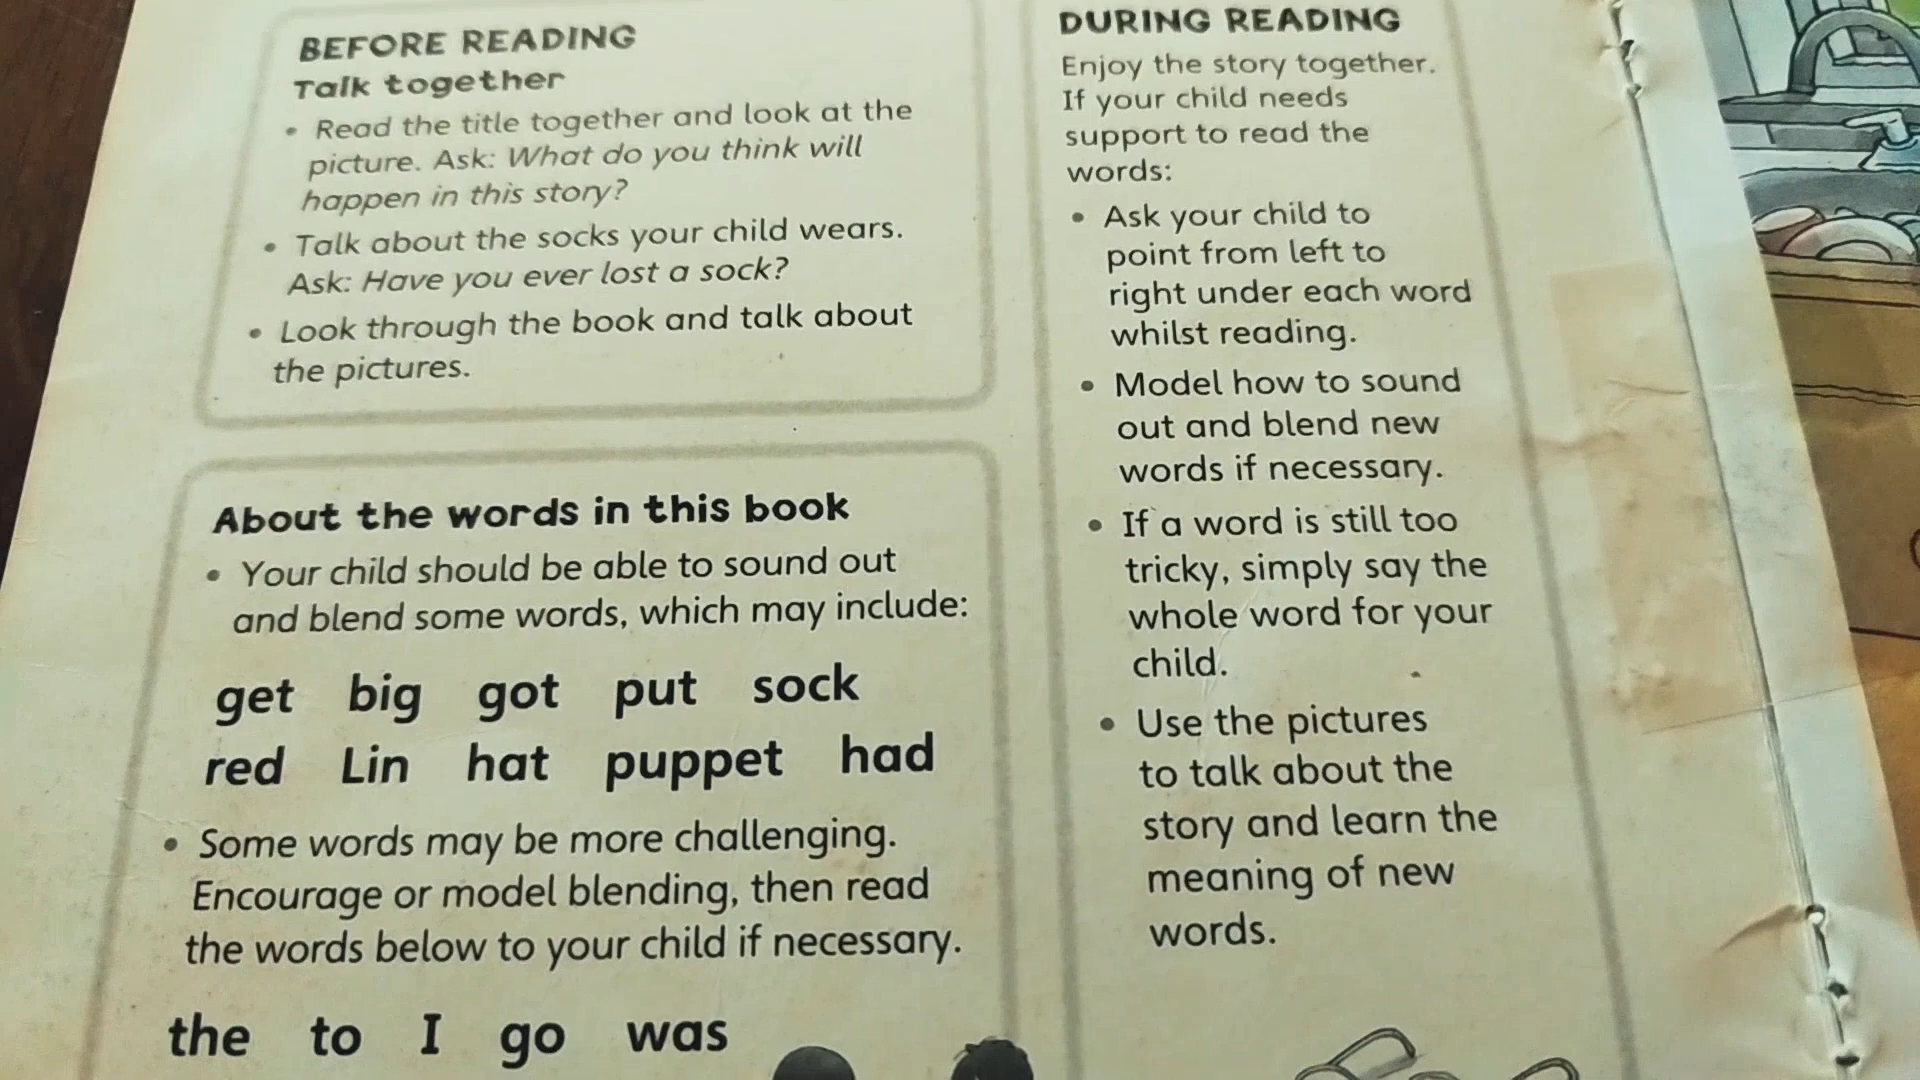 BEFORE READING
Talk together
• Read the title together and look at the
picture. Ask: What do you think will
happen in this story?
• Talk about the socks your child wears.
Ask: Have you ever lost a sock?
• Look through the book and talk about
the pictures.
About the words in this book
• Your child should be able to sound out
and blend some words, which may include:
get big got put sock
red Lin hat puppet had
• Some words may be more challenging.
Encourage or model blending, then read
the words below to your child if necessary.
the to I go was
DURING READING
Enjoy the story together.
If your child needs
support to read the
words:
• Ask your child to
point from left to
right under each word
whilst reading.
• Model how to sound
out and blend new
words if necessary.
• If a word is still too
tricky, simply say the
whole word for your
child.
• Use the pictures
to talk about the
story and learn the
meaning of new
words.